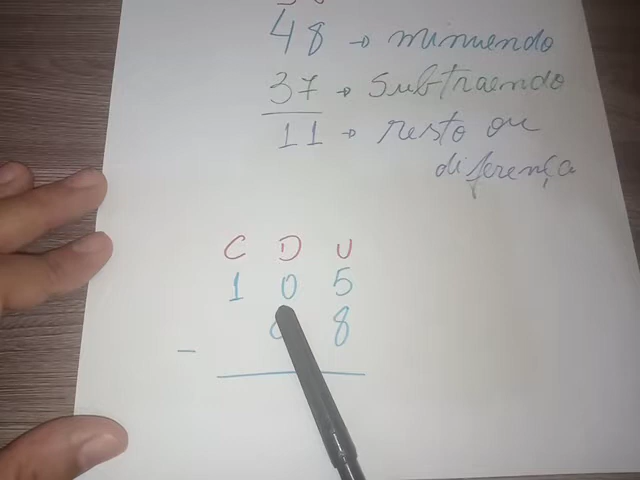 48 → minuendo
37 → subtraendo
11 → resto ou
diferença
C D U
1 0 5
8
-